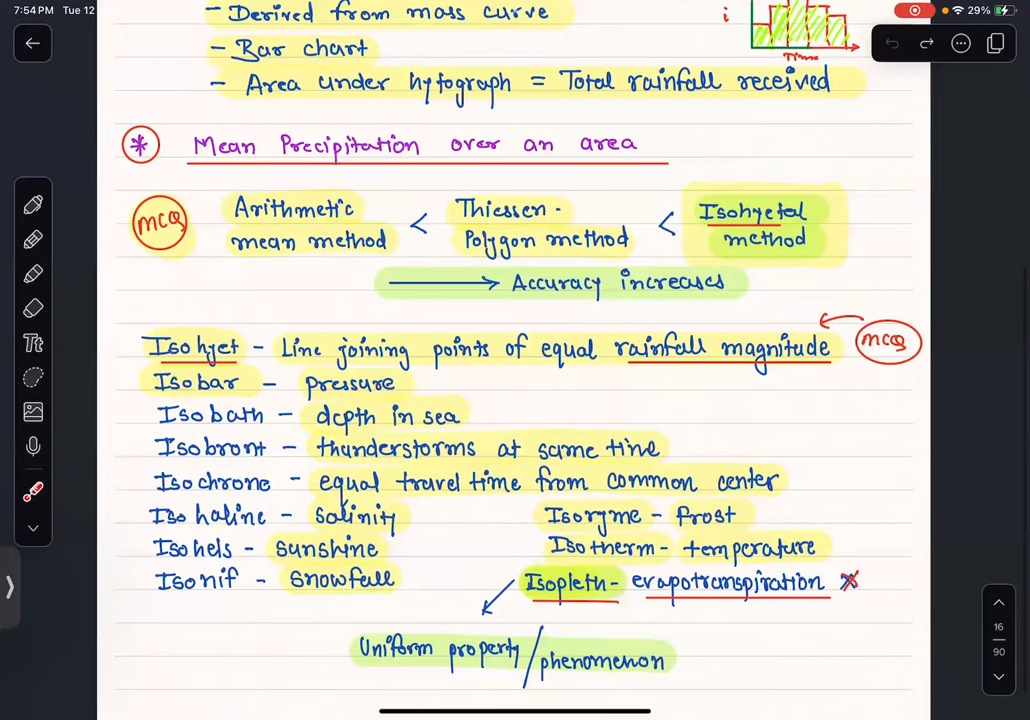 7:54 PM Tue 12
29%
- Derived from mass curve
i
- Bar chart
Time
- Area under hytograph = Total rainfall received
* Mean Precipitation over an area
MCQ
Arithmetic mean method < Thiessen - Polygon method < Isohyetal method
Accuracy increases
Isohyet - Line joining points of equal rainfall magnitude
MCQ
Isobar - pressure
Isobath - depth in sea
Isobront - thunderstorms at same time
Isochrone - equal travel time from common center
Isohaline - salinity
Isoryme - frost
Isohels - sunshine
Isotherm - temperature
Isonif - snowfall
Isopleth - evapotranspiration X
Uniform property / phenomenon
Tt
16
90